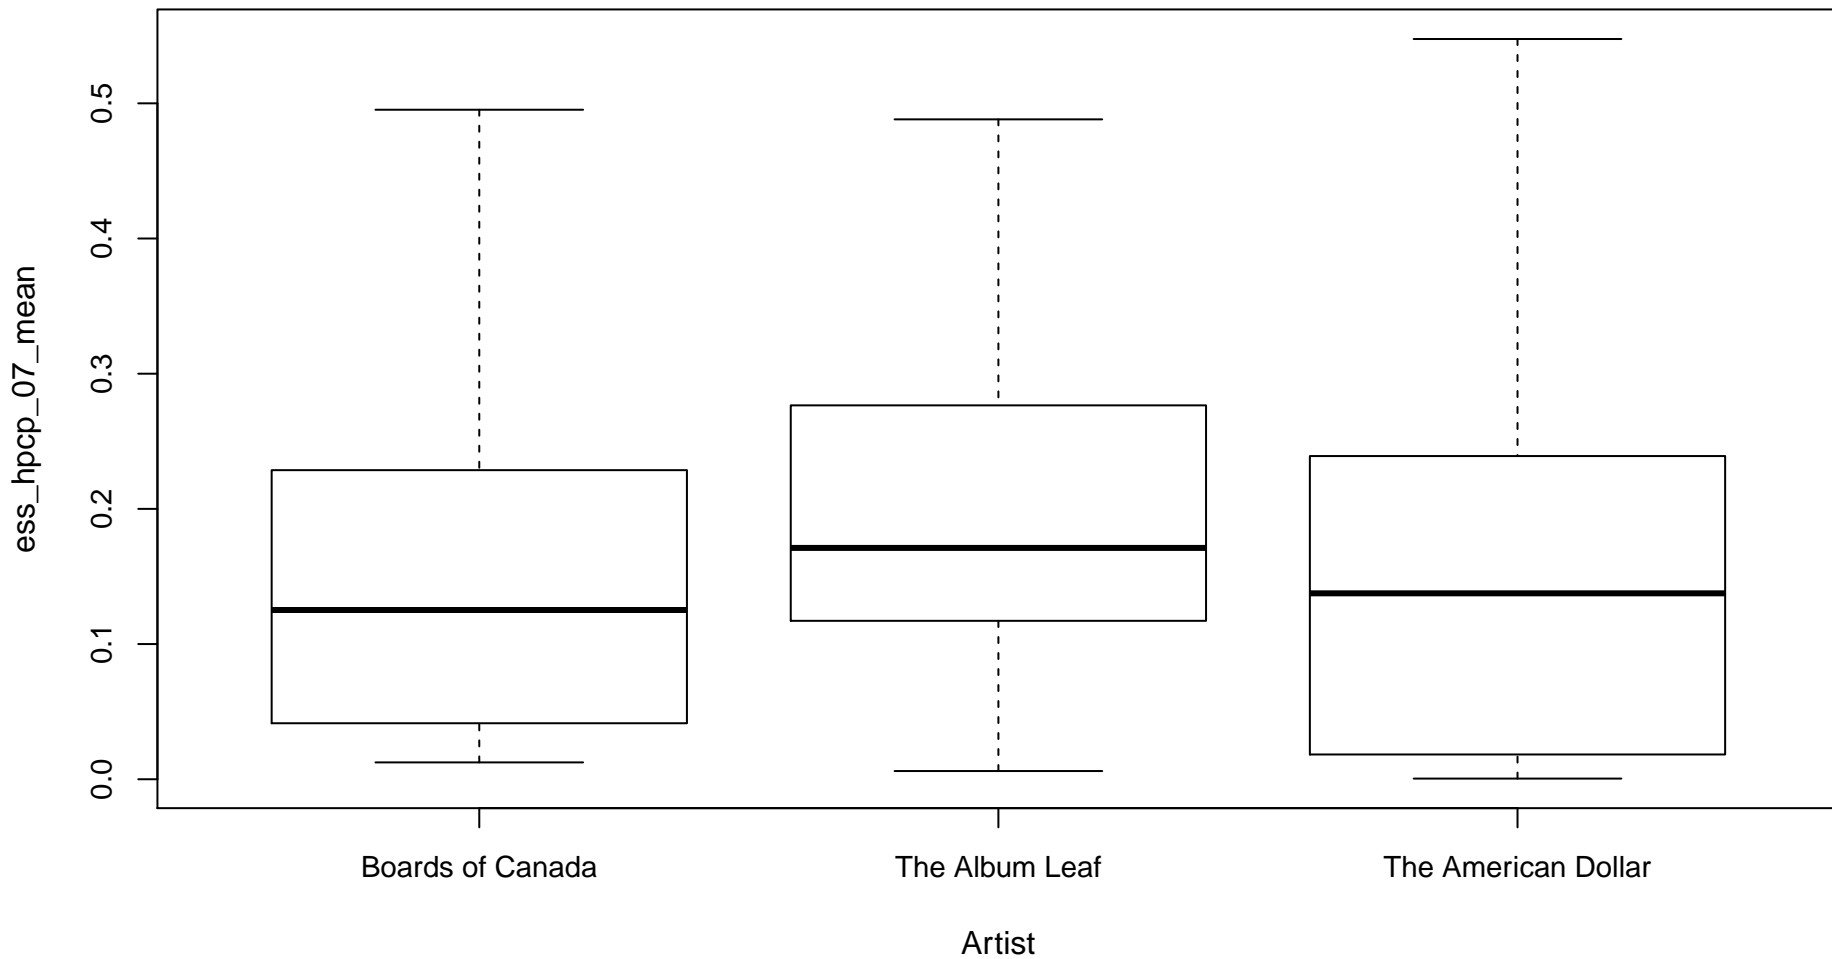 ess_hpcp_07_mean
0.5
0.4
0.3
0.2
0.1
0.0
Boards of Canada
The Album Leaf
The American Dollar
Artist